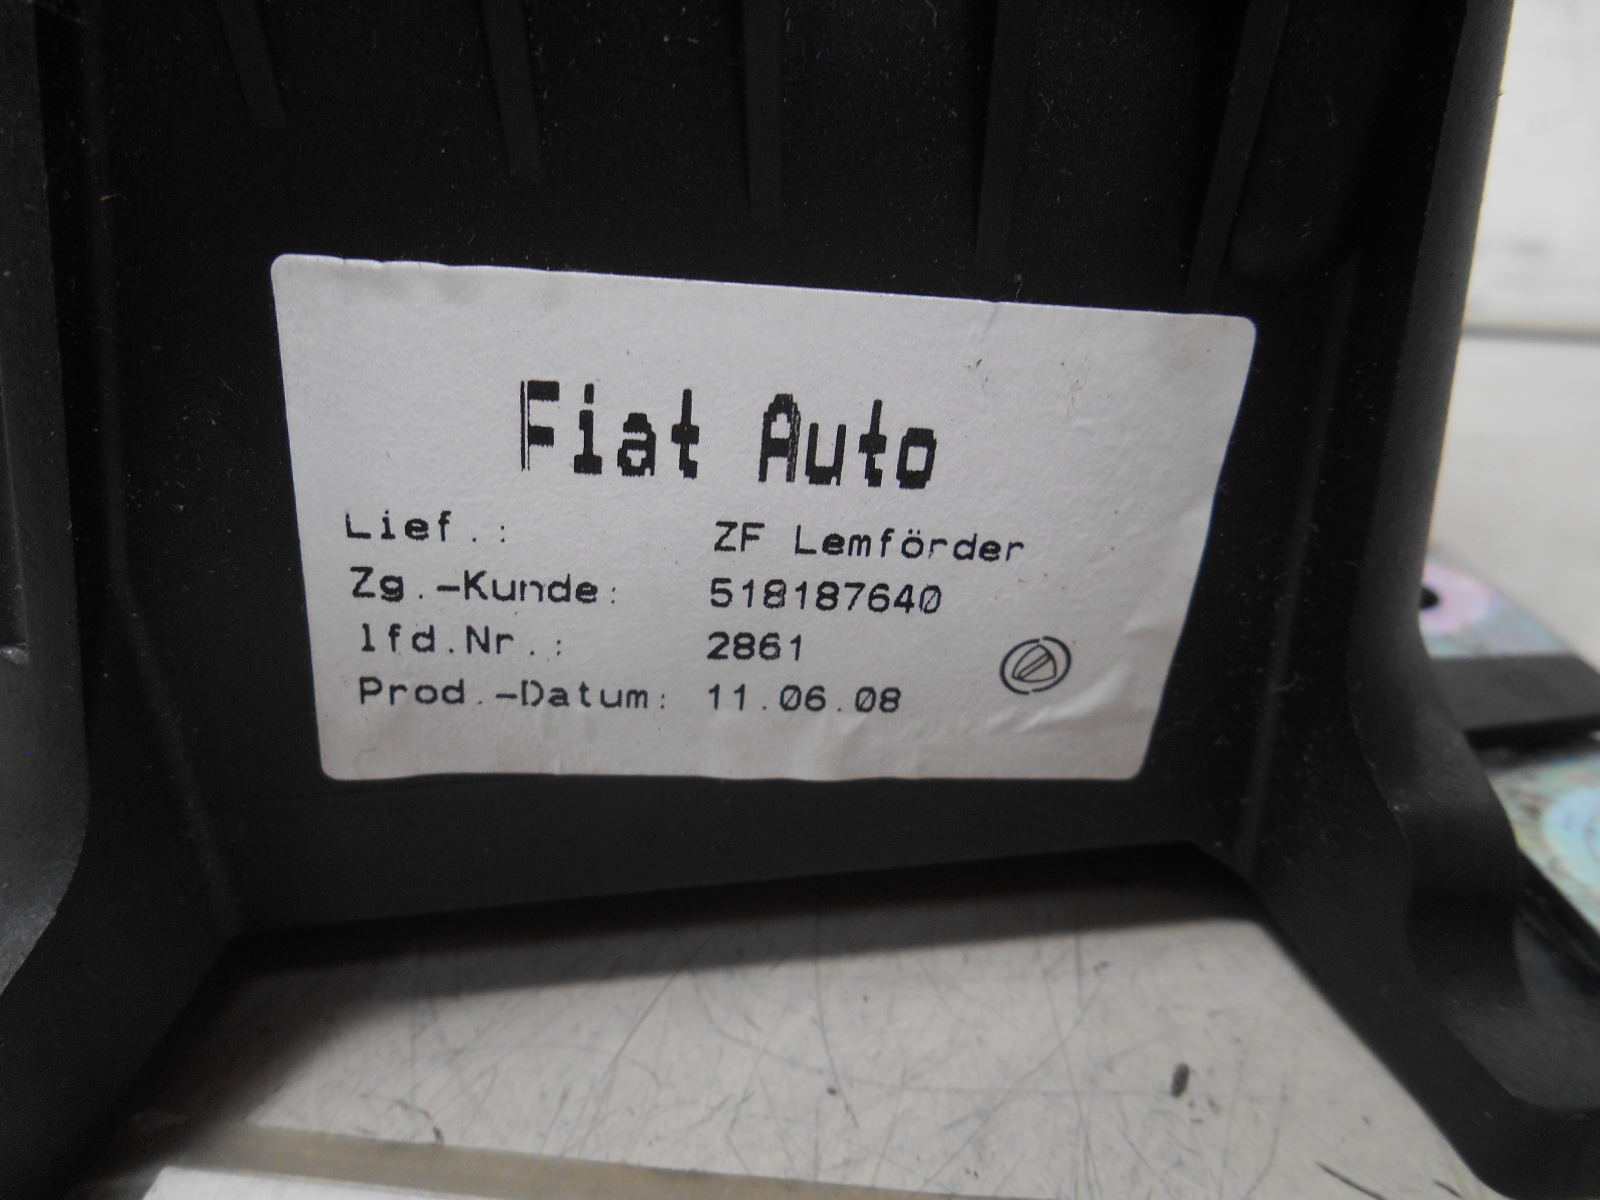 Fiat Auto
Lief.: ZF Lemförder
Zg.-Kunde: 518187640
lfd.Nr.: 2861
Prod.-Datum: 11.06.08